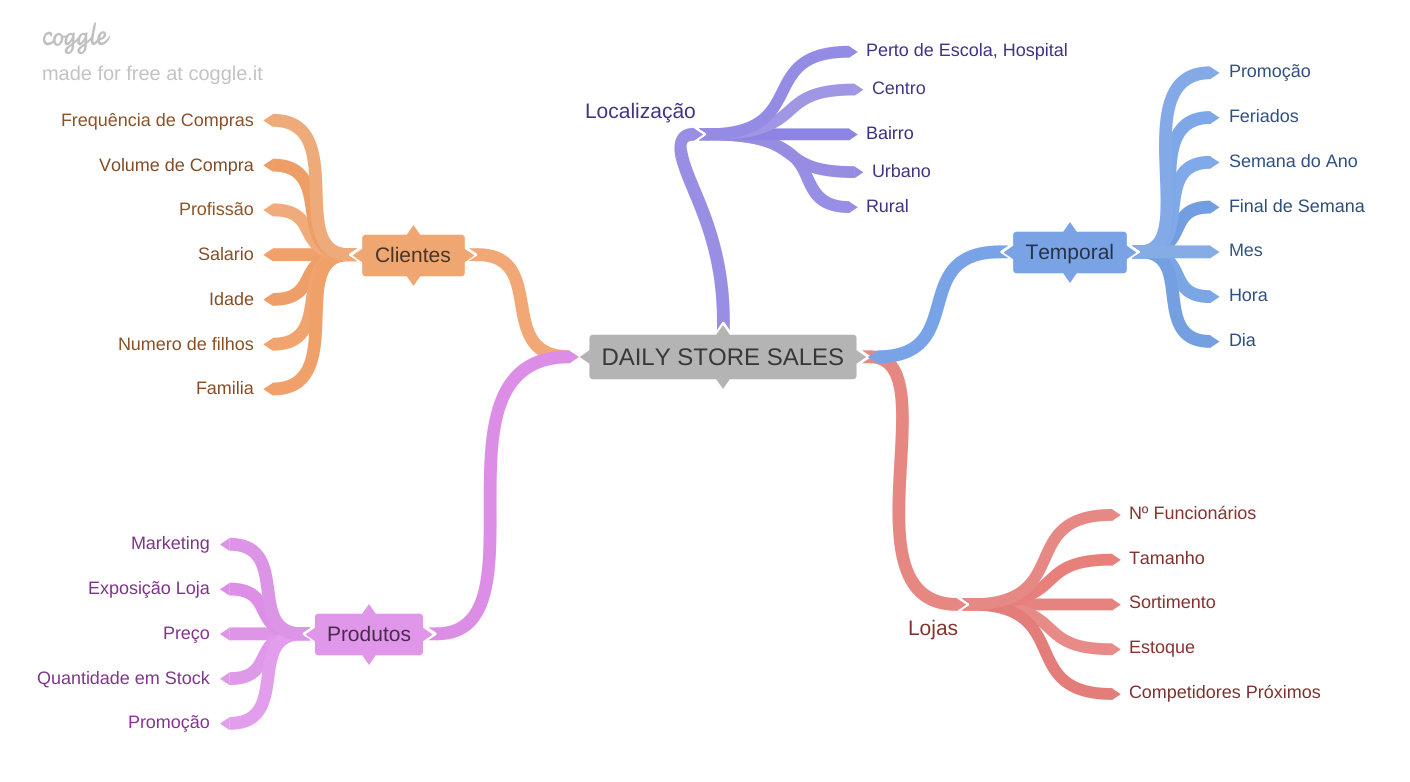 coggle
made for free at coggle.it
Frequência de Compras
Volume de Compra
Profissão
Salario
Idade
Numero de filhos
Familia
Clientes
Localização
Perto de Escola, Hospital
Centro
Bairro
Urbano
Rural
Temporal
Promoção
Feriados
Semana do Ano
Final de Semana
Mes
Hora
Dia
DAILY STORE SALES
Marketing
Exposição Loja
Preço
Quantidade em Stock
Promoção
Produtos
Lojas
Nº Funcionários
Tamanho
Sortimento
Estoque
Competidores Próximos